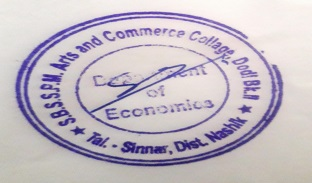 S.B.S.S.P.M. Arts and Commerce Collage, Dodi Bk.
Department
of
Economics
Tal. - Sinnar, Dist. Nashik